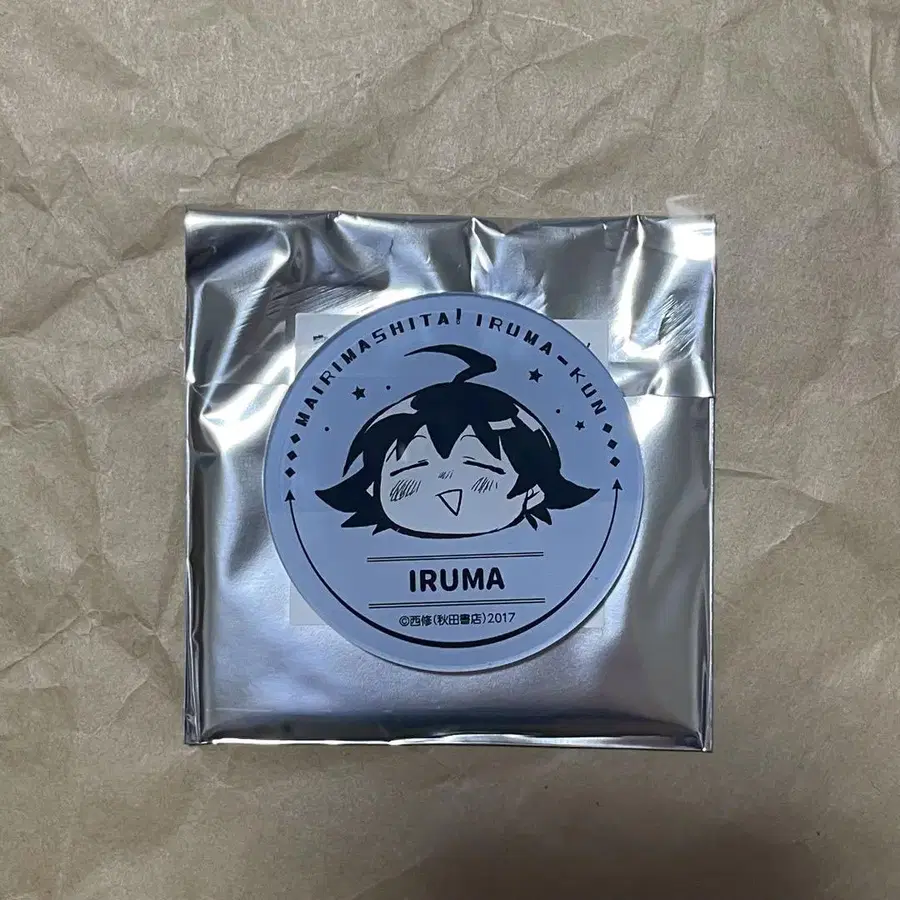 MAIRIMASHITA! IRUMA-KUN
IRUMA
©西修(秋田書店)2017